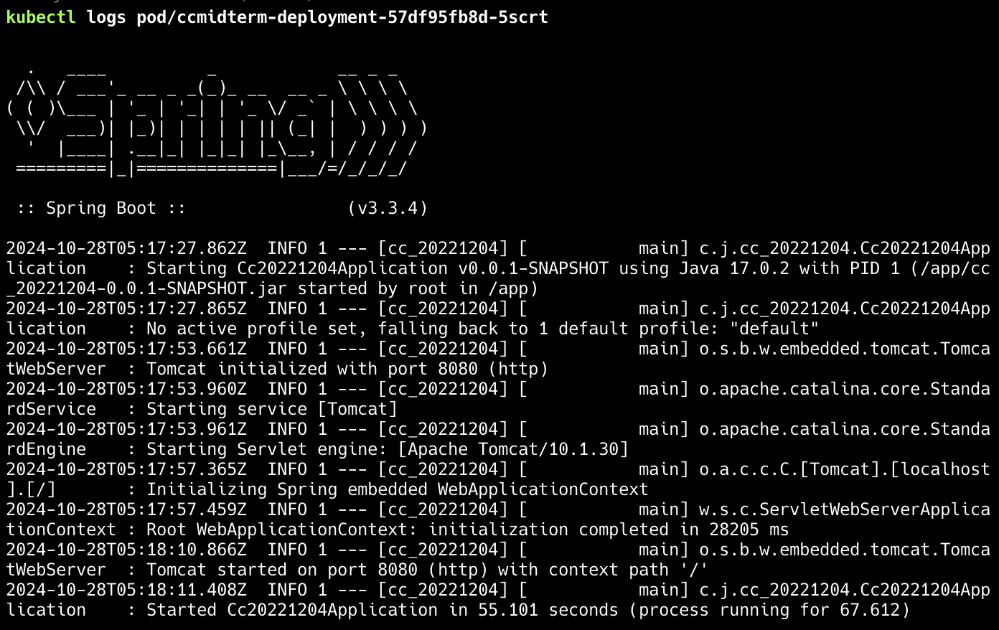 kubectl logs pod/ccmidterm-deployment-57df95fb8d-5scrt
  .   ____          _            __ _ _
 /\\ / ___'_ __ _ _(_)_ __  __ _ \ \ \ \
( ( )\___ | '_ | '_| | '_ \/ _` | \ \ \ \
 \\/  ___)| |_)| | | | | || (_| |  ) ) ) )
  '  |____| .__|_| |_|_| |_\__, | / / / /
 =========|_|==============|___/=/_/_/_/
 :: Spring Boot ::                (v3.3.4)
2024-10-28T05:17:27.862Z  INFO 1 --- [cc_20221204] [           main] c.j.cc_20221204.Cc20221204App
lication    : Starting Cc20221204Application v0.0.1-SNAPSHOT using Java 17.0.2 with PID 1 (/app/cc
_20221204-0.0.1-SNAPSHOT.jar started by root in /app)
2024-10-28T05:17:27.865Z  INFO 1 --- [cc_20221204] [           main] c.j.cc_20221204.Cc20221204App
lication    : No active profile set, falling back to 1 default profile: "default"
2024-10-28T05:17:53.661Z  INFO 1 --- [cc_20221204] [           main] o.s.b.w.embedded.tomcat.Tomca
tWebServer  : Tomcat initialized with port 8080 (http)
2024-10-28T05:17:53.960Z  INFO 1 --- [cc_20221204] [           main] o.apache.catalina.core.Standa
rdService   : Starting service [Tomcat]
2024-10-28T05:17:53.961Z  INFO 1 --- [cc_20221204] [           main] o.apache.catalina.core.Standa
rdEngine    : Starting Servlet engine: [Apache Tomcat/10.1.30]
2024-10-28T05:17:57.365Z  INFO 1 --- [cc_20221204] [           main] o.a.c.c.C.[Tomcat].[localhost
].[/]       : Initializing Spring embedded WebApplicationContext
2024-10-28T05:17:57.459Z  INFO 1 --- [cc_20221204] [           main] w.s.c.ServletWebServerApplica
tionContext : Root WebApplicationContext: initialization completed in 28205 ms
2024-10-28T05:18:10.866Z  INFO 1 --- [cc_20221204] [           main] o.s.b.w.embedded.tomcat.Tomca
tWebServer  : Tomcat started on port 8080 (http) with context path '/'
2024-10-28T05:18:11.408Z  INFO 1 --- [cc_20221204] [           main] c.j.cc_20221204.Cc20221204App
lication    : Started Cc20221204Application in 55.101 seconds (process running for 67.612)